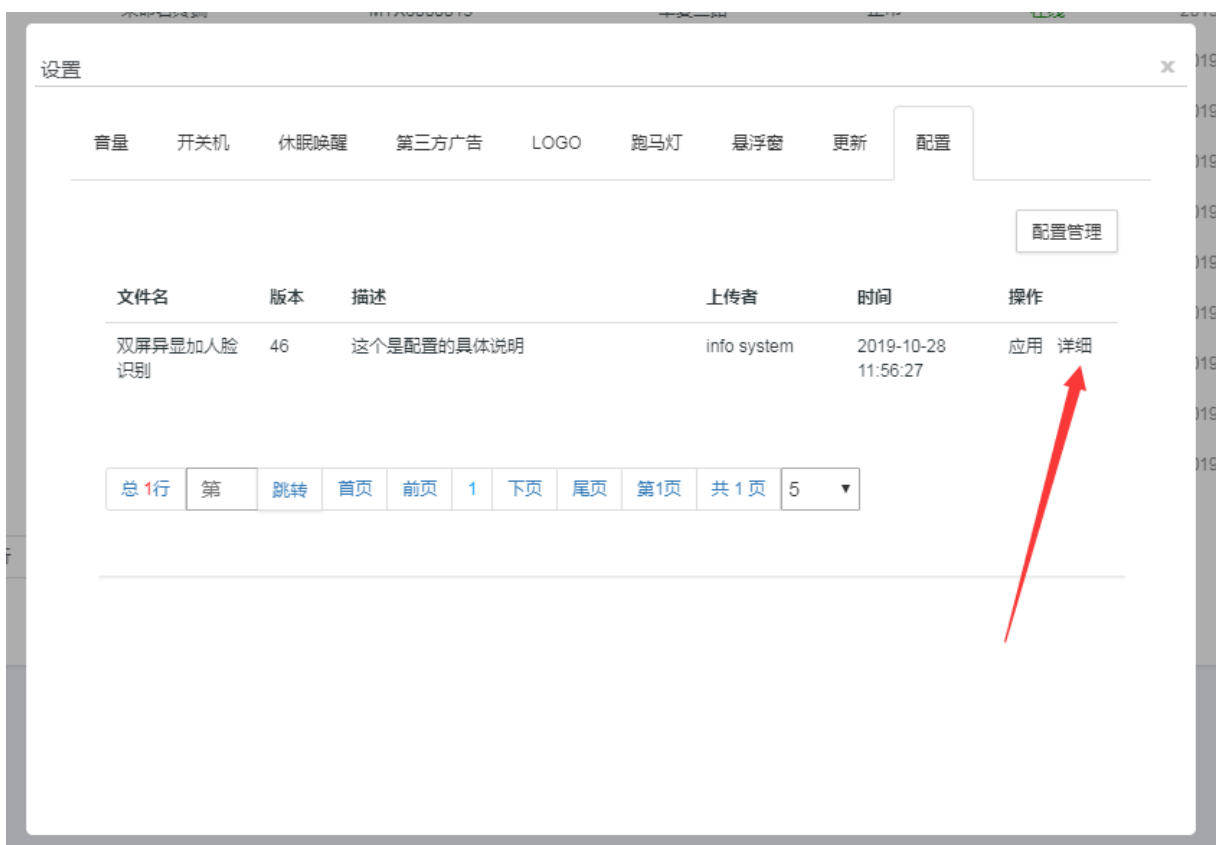 设置 x
音量 开关机 休眠唤醒 第三方广告 LOGO 跑马灯 悬浮窗 更新 配置
配置管理
文件名 版本 描述 上传者 时间 操作
双屏异显加人脸 46 这个是配置的具体说明 info system 2019-10-28 应用 详细
识别 11:56:27
总 1行 第 跳转 首页 前页 1 下页 尾页 第1页 共 1 页 5